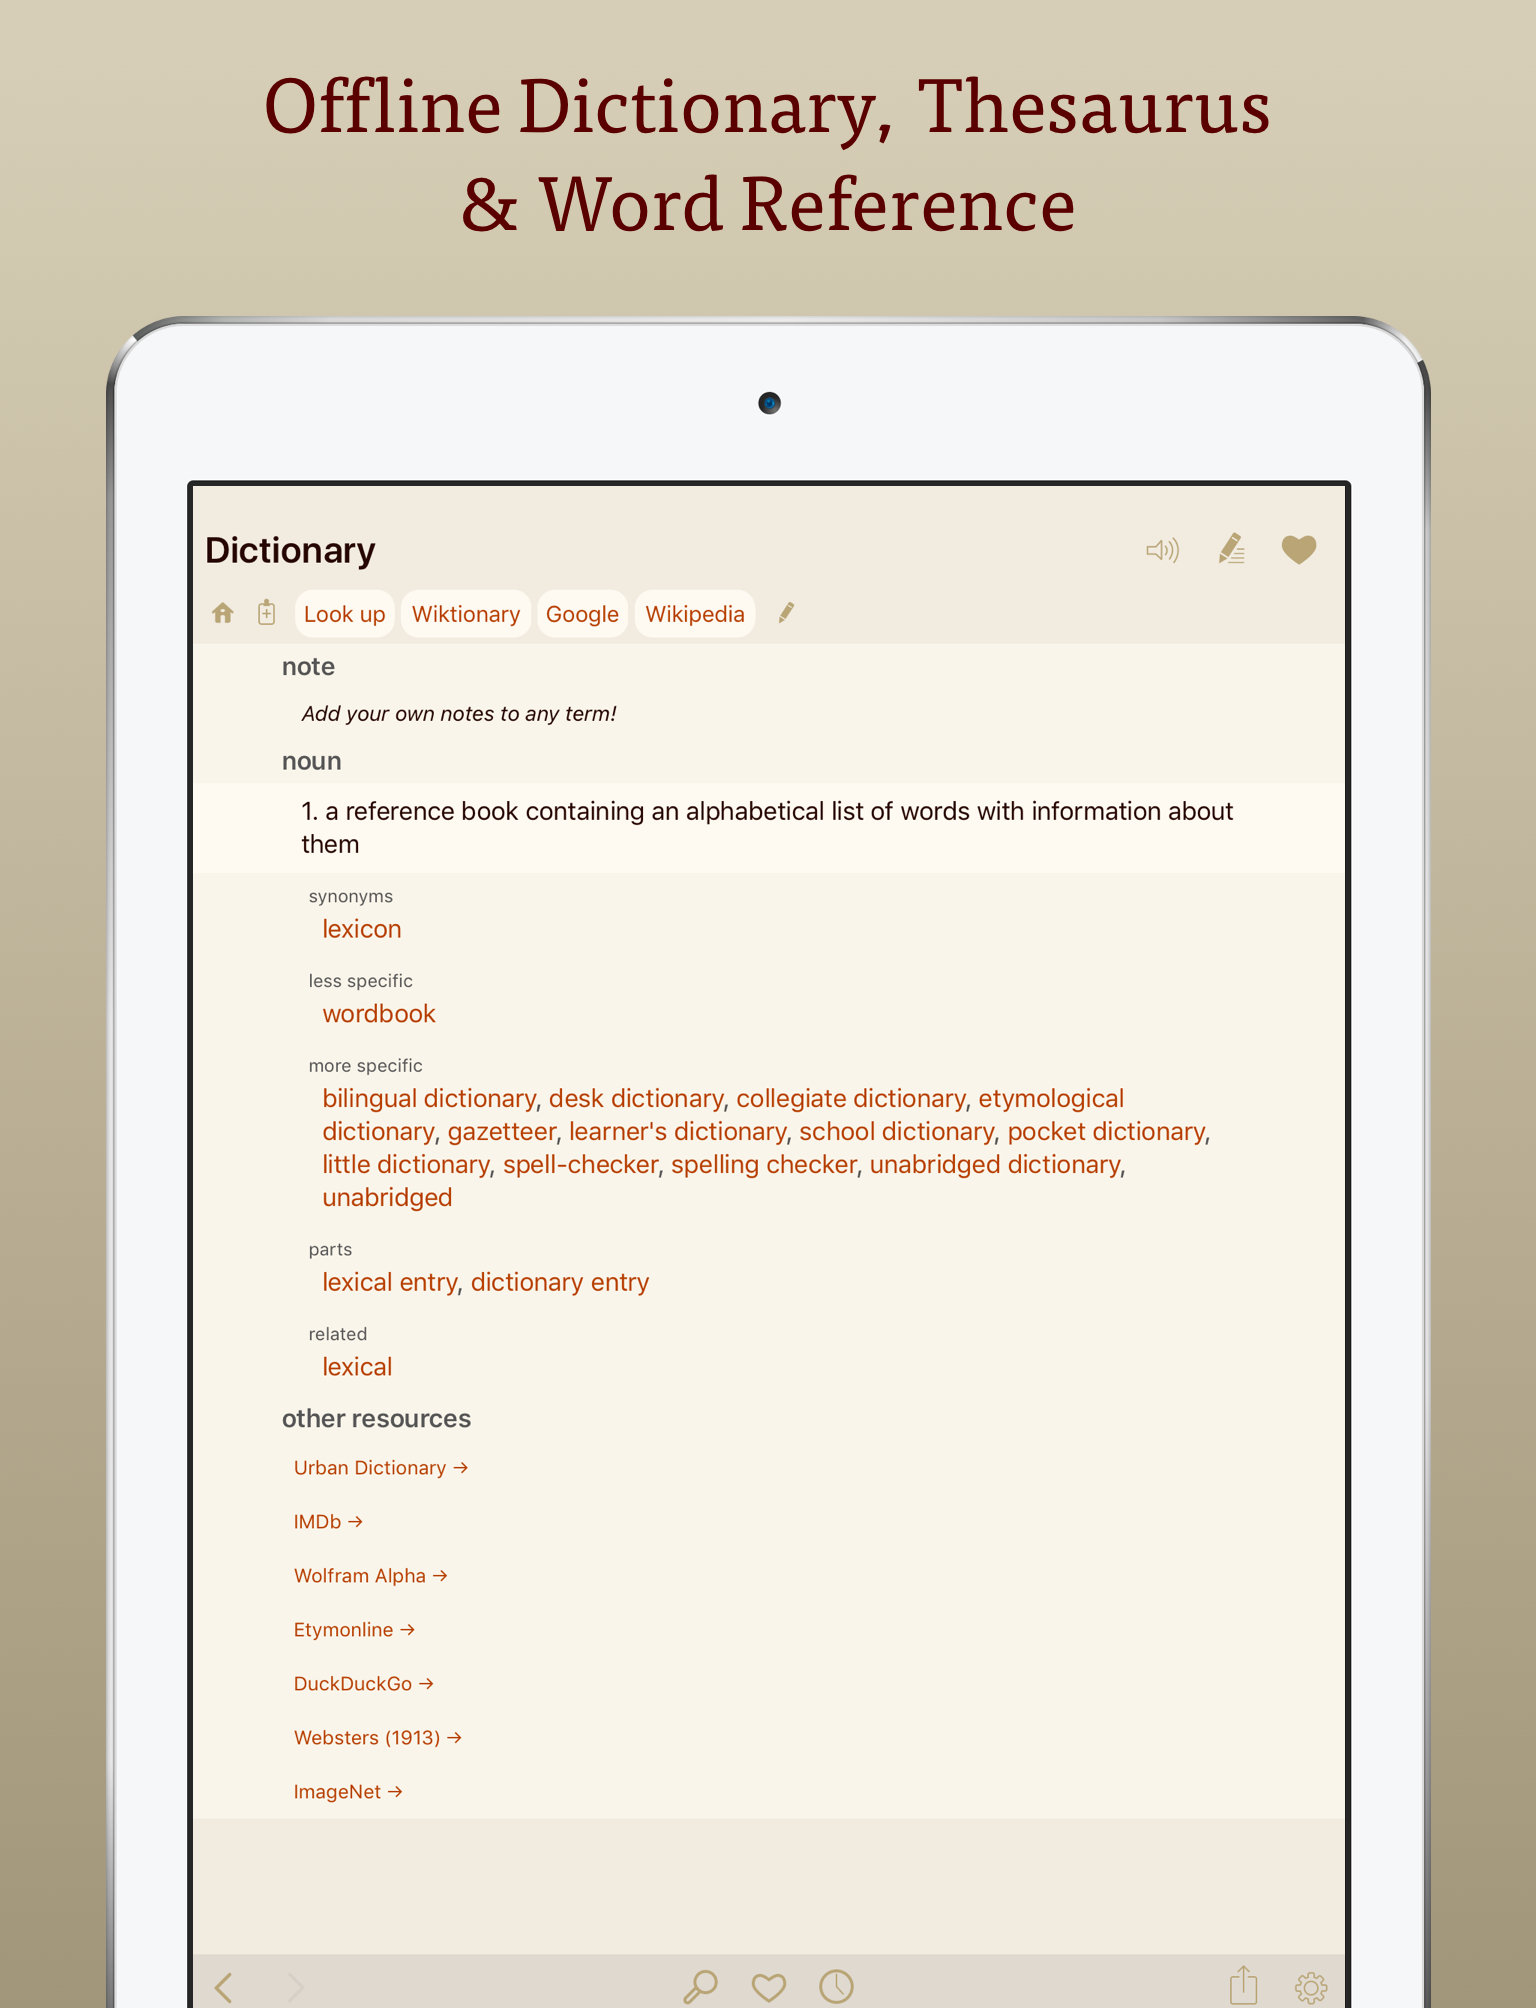 Offline Dictionary, Thesaurus
& Word Reference
Dictionary
Look up Wiktionary Google Wikipedia
note
Add your own notes to any term!
noun
1. a reference book containing an alphabetical list of words with information about
them
synonyms
lexicon
less specific
wordbook
more specific
bilingual dictionary, desk dictionary, collegiate dictionary, etymological
dictionary, gazetteer, learner's dictionary, school dictionary, pocket dictionary,
little dictionary, spell-checker, spelling checker, unabridged dictionary,
unabridged
parts
lexical entry, dictionary entry
related
lexical
other resources
Urban Dictionary →
IMDb →
Wolfram Alpha →
Etymonline →
DuckDuckGo →
Websters (1913) →
ImageNet →